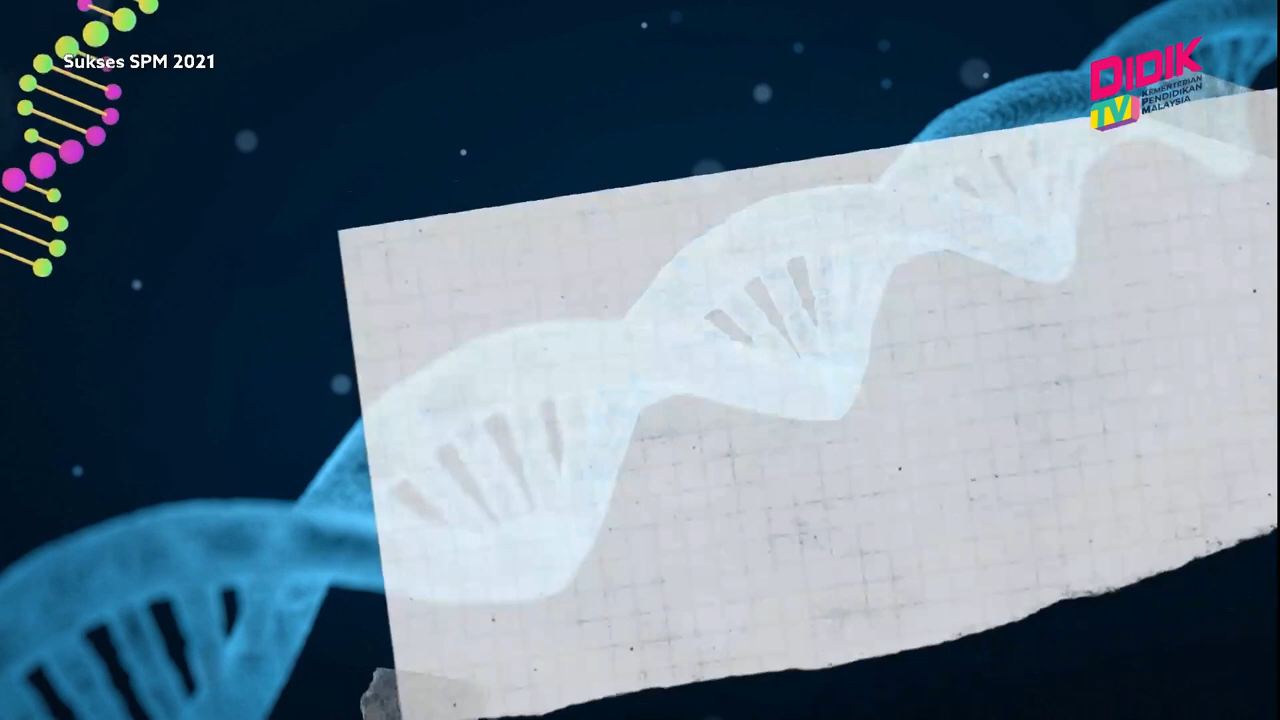 Sukses SPM 2021
DIDIK
TV
KEMENTERIAN
PENDIDIKAN
MALAYSIA